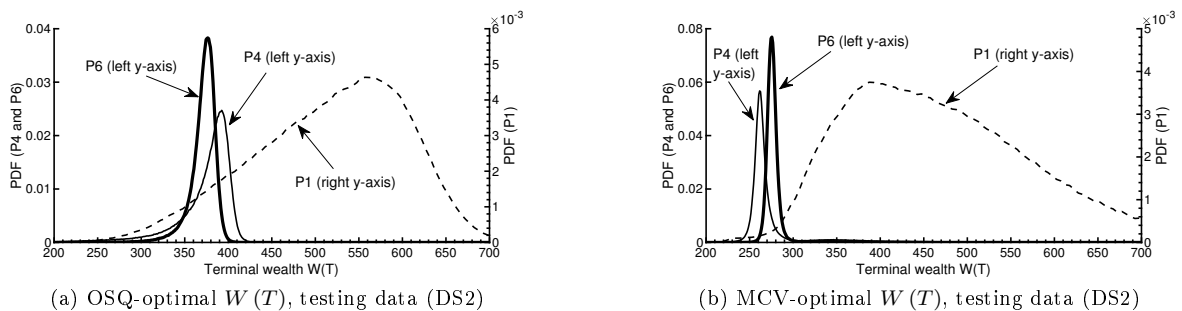 0.04
0.03
0.02
0.01
0
PDF (P4 and P6)
×10⁻³
6
5
4
3
2
1
0
PDF (P1)
P6 (left y-axis)
P4 (left y-axis)
P1 (right y-axis)
200 250 300 350 400 450 500 550 600 650 700
Terminal wealth W(T)
(a) OSQ-optimal W (T), testing data (DS2)
0.08
0.06
0.04
0.02
0
PDF (P4 and P6)
×10⁻³
5
4
3
2
1
0
PDF (P1)
P4 (left
y-axis)
P6 (left y-axis)
P1 (right y-axis)
200 250 300 350 400 450 500 550 600 650 700
Terminal wealth W(T)
(b) MCV-optimal W (T), testing data (DS2)